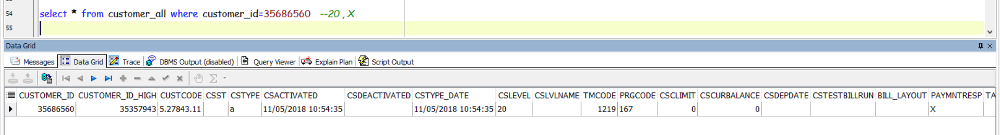 54 select * from customer_all where customer_id=35686560 --20 , X
55
Data Grid
Messages Data Grid Trace DBMS Output (disabled) Query Viewer Explain Plan Script Output
CUSTOMER_ID CUSTOMER_ID_HIGH CUSTCODE CSST CSTYPE CSACTIVATED CSDEACTIVATED CSTYPE_DATE CSLEVEL CSLVLNAME TMCODE PRGCODE CSCLIMIT CSCURBALANCE CSDEPDATE CSTESTBILLRUN BILL_LAYOUT PAYMNTRESP TA
35686560 35357943 5.27843.11 a 11/05/2018 10:54:35 11/05/2018 10:54:35 20 1219 167 0 0 X